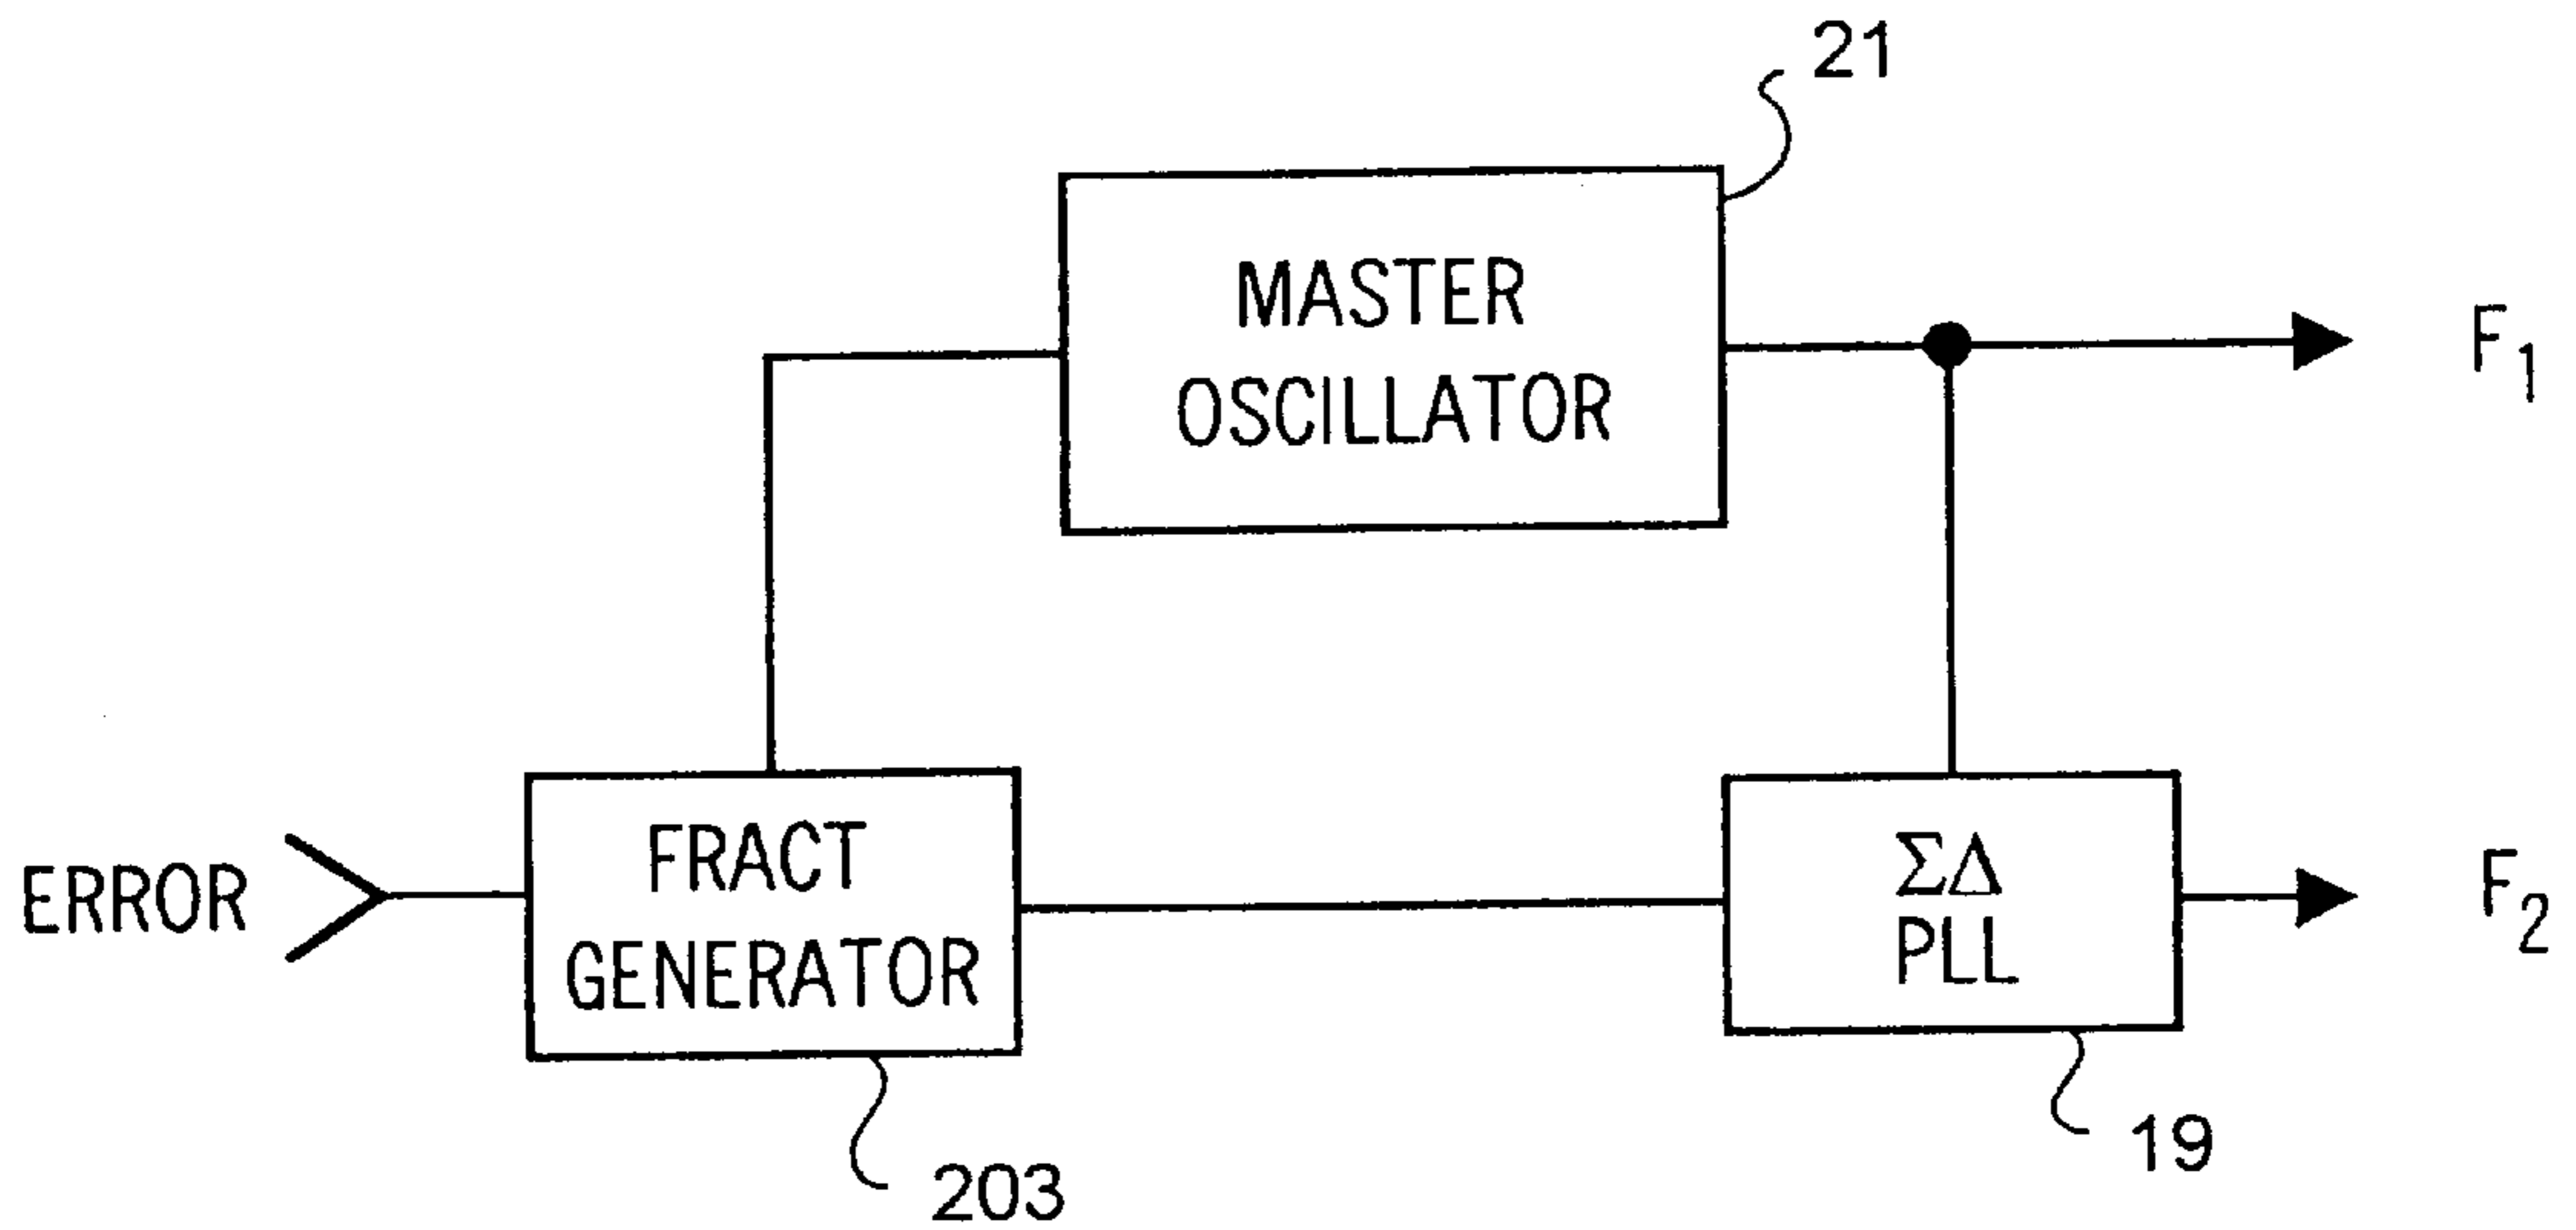 21
MASTER
OSCILLATOR
F1
ERROR
FRACT
GENERATOR
ΣΔ
PLL
F2
19
203